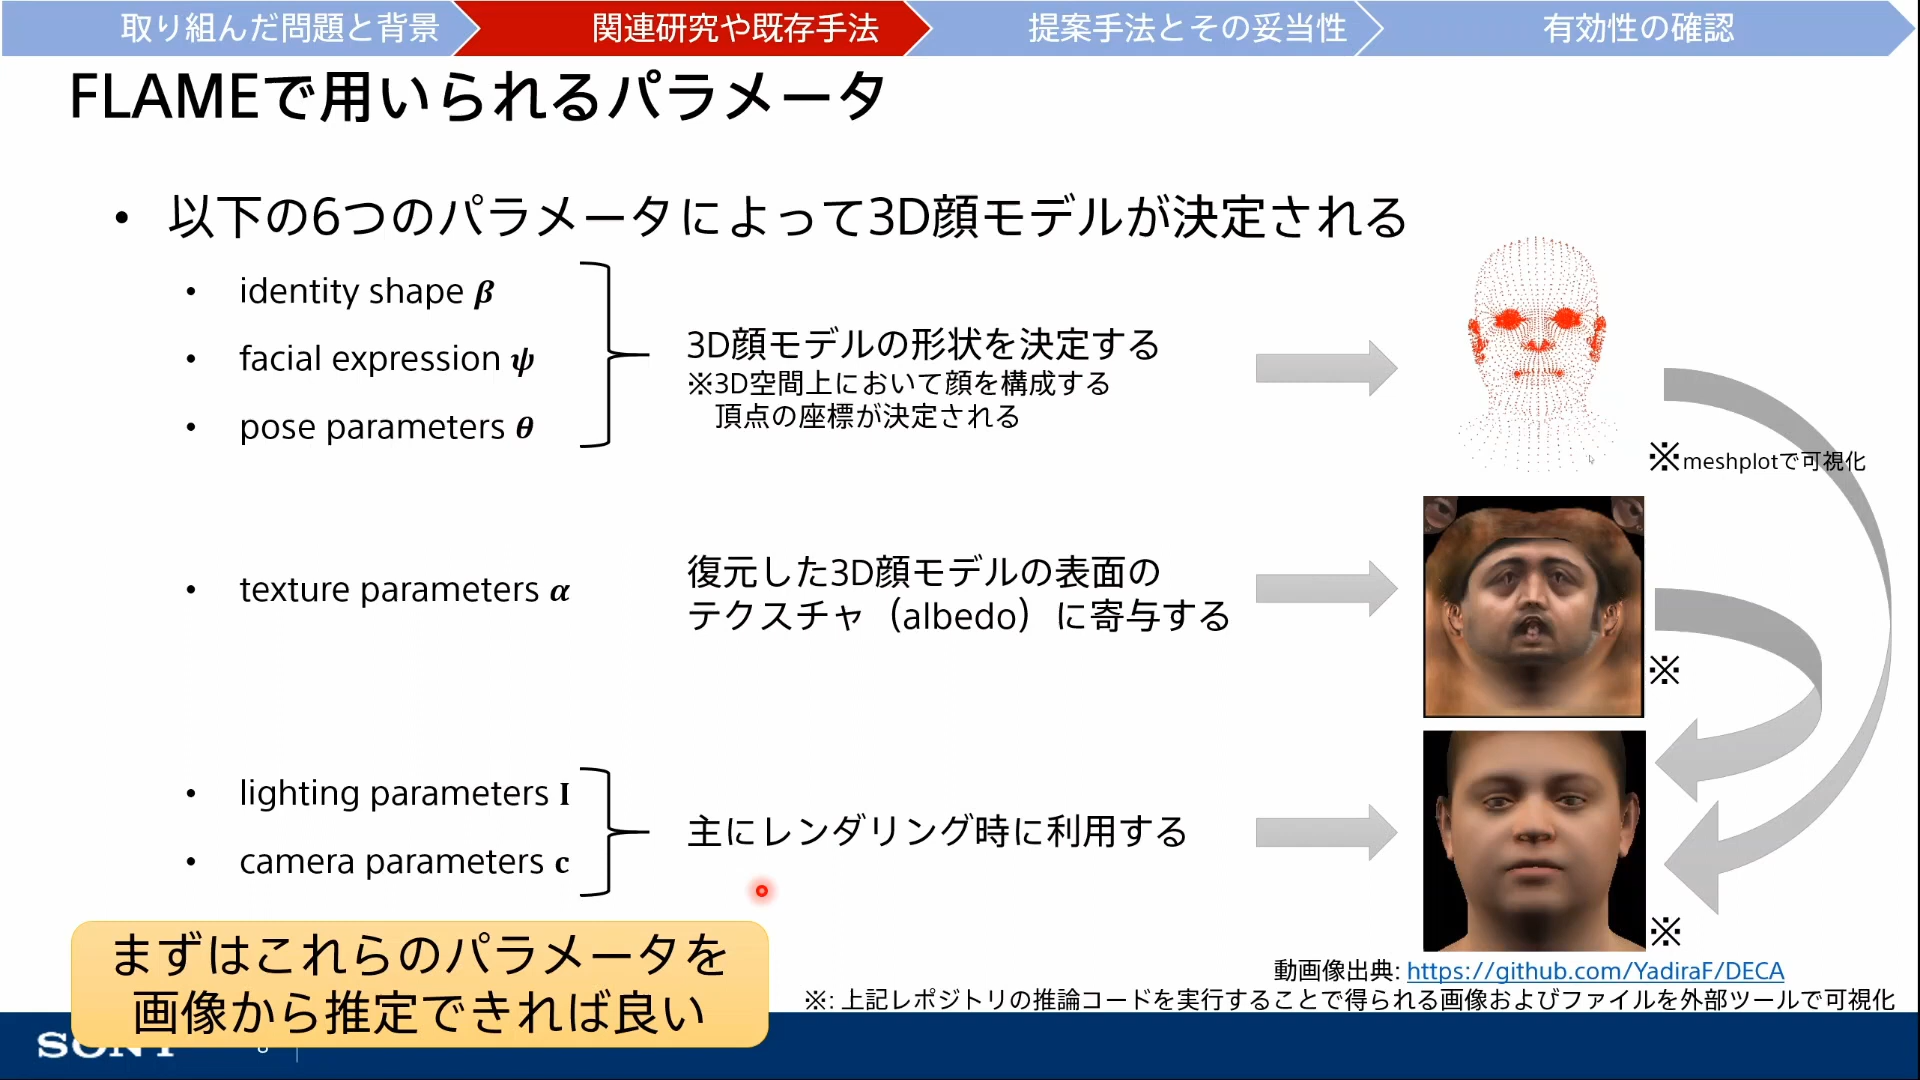 取り組んだ問題と背景
関連研究や既存手法
提案手法とその妥当性
有効性の確認
FLAMEで用いられるパラメータ
• 以下の6つのパラメータによって3D顔モデルが決定される
• identity shape β
• facial expression ψ
• pose parameters θ
3D顔モデルの形状を決定する
※3D空間上において顔を構成する
頂点の座標が決定される
※meshplotで可視化
• texture parameters α
復元した3D顔モデルの表面の
テクスチャ（albedo）に寄与する
※
• lighting parameters I
• camera parameters c
主にレンダリング時に利用する
※
まずはこれらのパラメータを
画像から推定できれば良い
動画像出典: https://github.com/YadiraF/DECA
※: 上記レポジトリの推論コードを実行することで得られる画像およびファイルを外部ツールで可視化
SONY